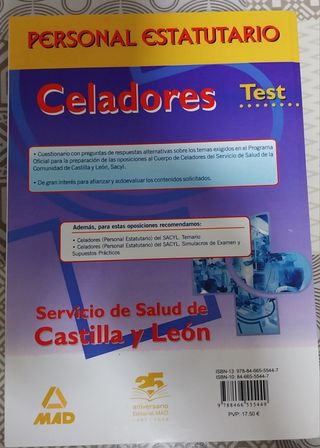 PERSONAL ESTATUTARIO
Celadores Test
• Cuestionario con preguntas de respuestas alternativas sobre los temas exigidos en el Programa
Oficial para la preparación de las oposiciones al Cuerpo de Celadores del Servicio de Salud de la
Comunidad de Castilla y León, Sacyl.
• De gran interés para afianzar y autoevaluar los contenidos solicitados.
Además, para estas oposiciones recomendamos:
• Celadores (Personal Estatutario) del SACYL. Temario
• Celadores (Personal Estatutario) del SACYL. Simulacros de Examen y
Supuestos Prácticos
Servicio de Salud de
Castilla y León
ISBN-13: 978-84-665-5544-7
ISBN-10: 84-665-5544-7
9 788466 555449
PVP: 17.50 €
MAD
25
aniversario
Editorial MAD